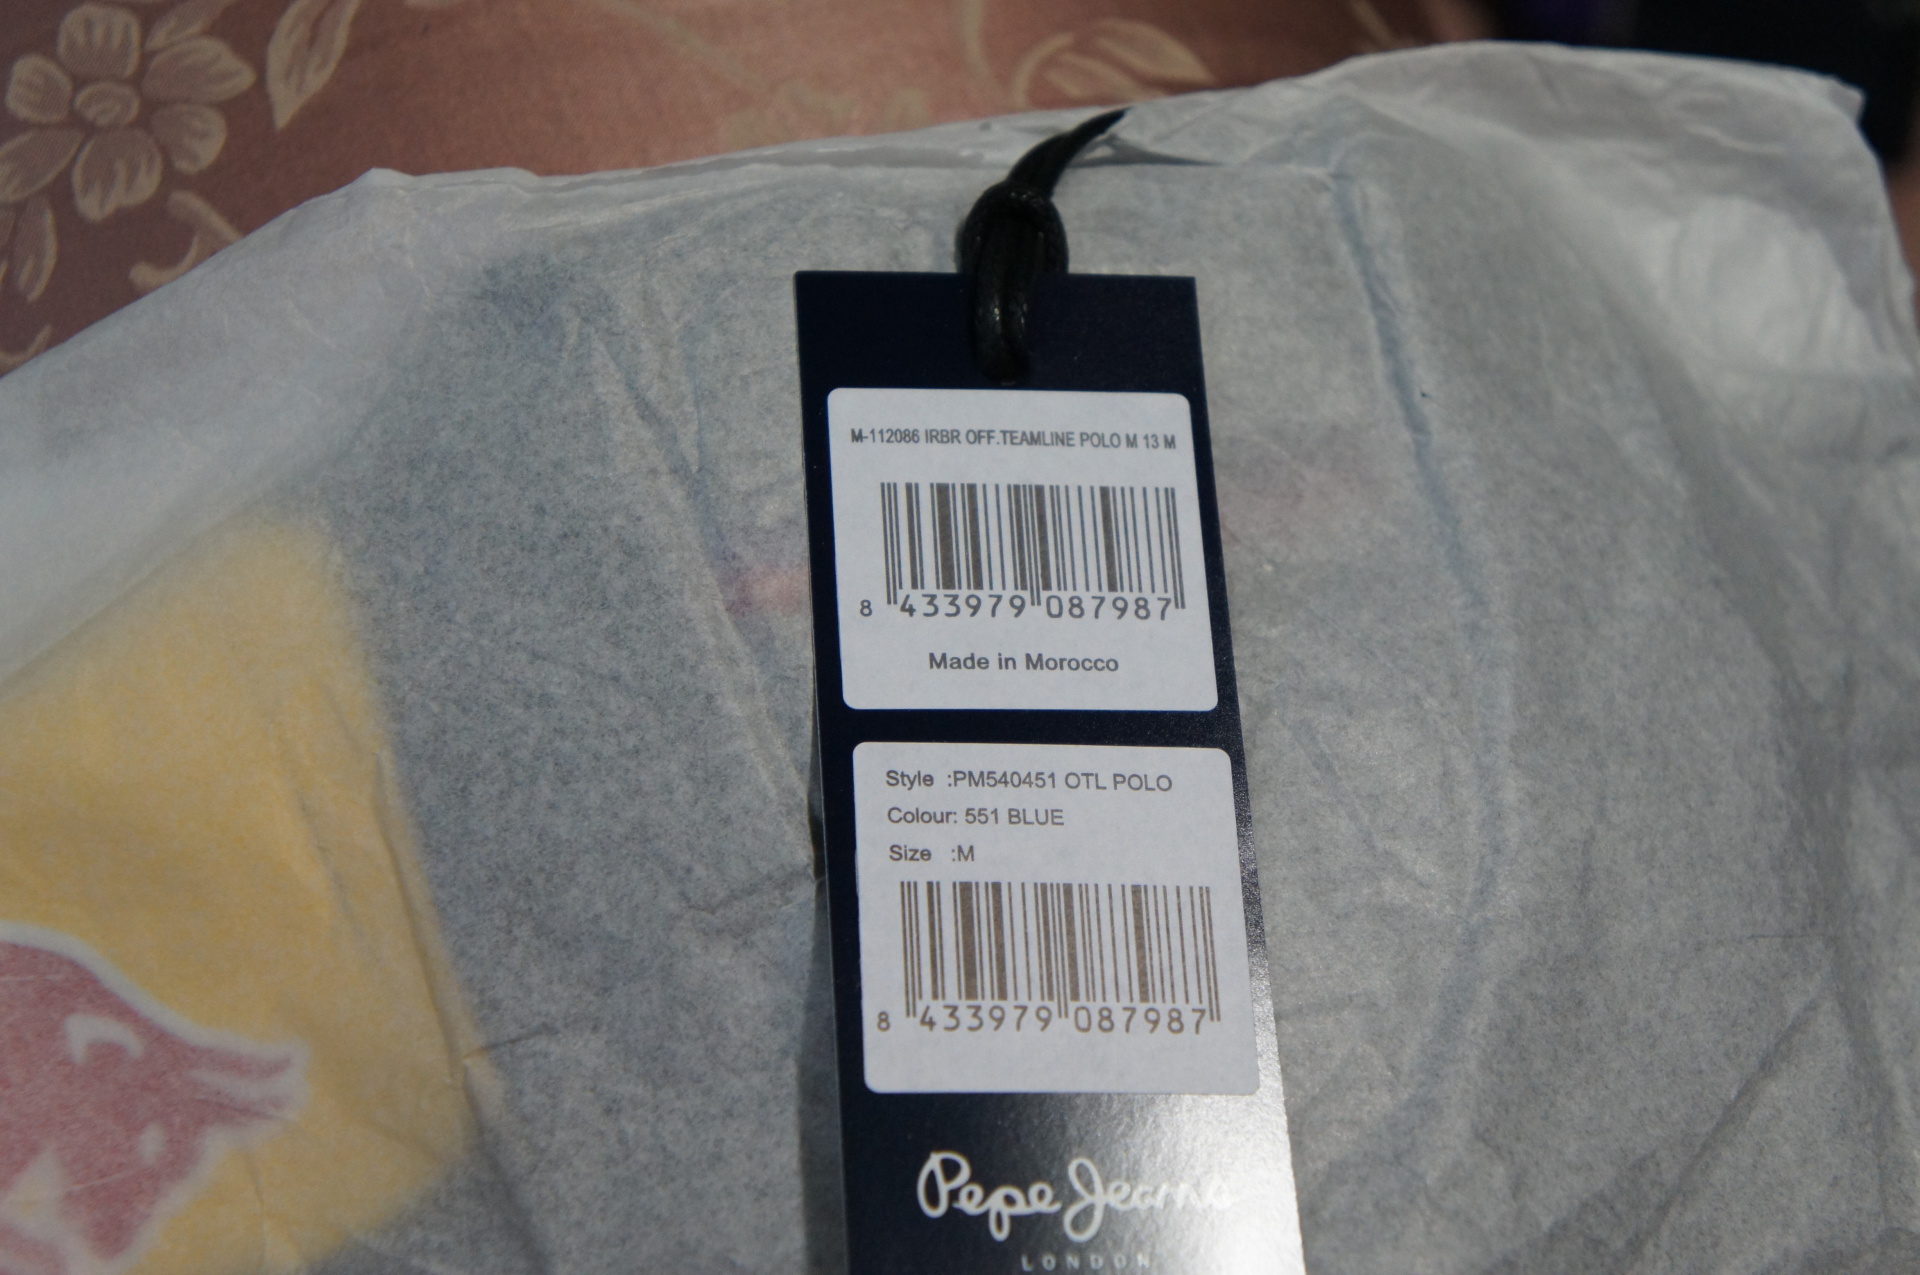 M-112086 IRBR OFF.TEAMLINE POLO M 13 M
8 433979 087987
Made in Morocco
Style :PM540451 OTL POLO
Colour: 551 BLUE
Size :M
8 433979 087987
Pepe Jeans
LONDON